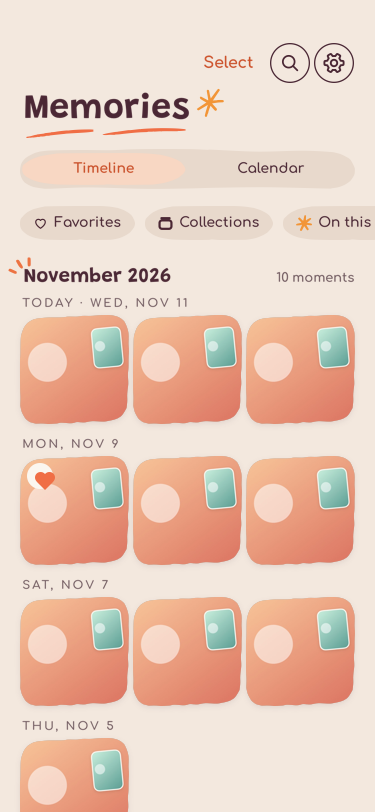 Select
Memories
Timeline
Calendar
Favorites
Collections
On this
November 2026
10 moments
TODAY · WED, NOV 11
MON, NOV 9
SAT, NOV 7
THU, NOV 5